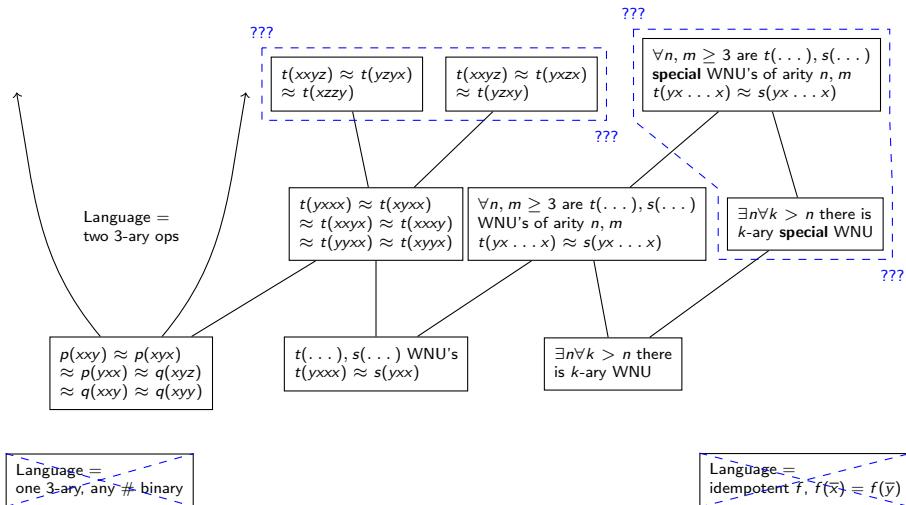 ???
t(xxyz) ≈ t(yzyx)
≈ t(xzzy)
t(xxyz) ≈ t(yxzx)
≈ t(yzxy)
???
???
∀n, m ≥ 3 are t(...), s(...)
special WNU's of arity n, m
t(yx...x) ≈ s(yx...x)
Language =
two 3-ary ops
t(yxxx) ≈ t(xyxx)
≈ t(xxyx) ≈ t(xxxy)
≈ t(yyxx) ≈ t(xyyx)
∀n, m ≥ 3 are t(...), s(...)
WNU's of arity n, m
t(yx...x) ≈ s(yx...x)
∃n∀k > n there is
k-ary special WNU
???
p(xxy) ≈ p(xyx)
≈ p(yxx) ≈ q(xyz)
≈ q(xxy) ≈ q(xyy)
t(...), s(...) WNU's
t(yxxx) ≈ s(yxx)
∃n∀k > n there
is k-ary WNU
Language =
one 3-ary, any # binary
Language =
idempotent f, f(x̄) = f(ȳ)